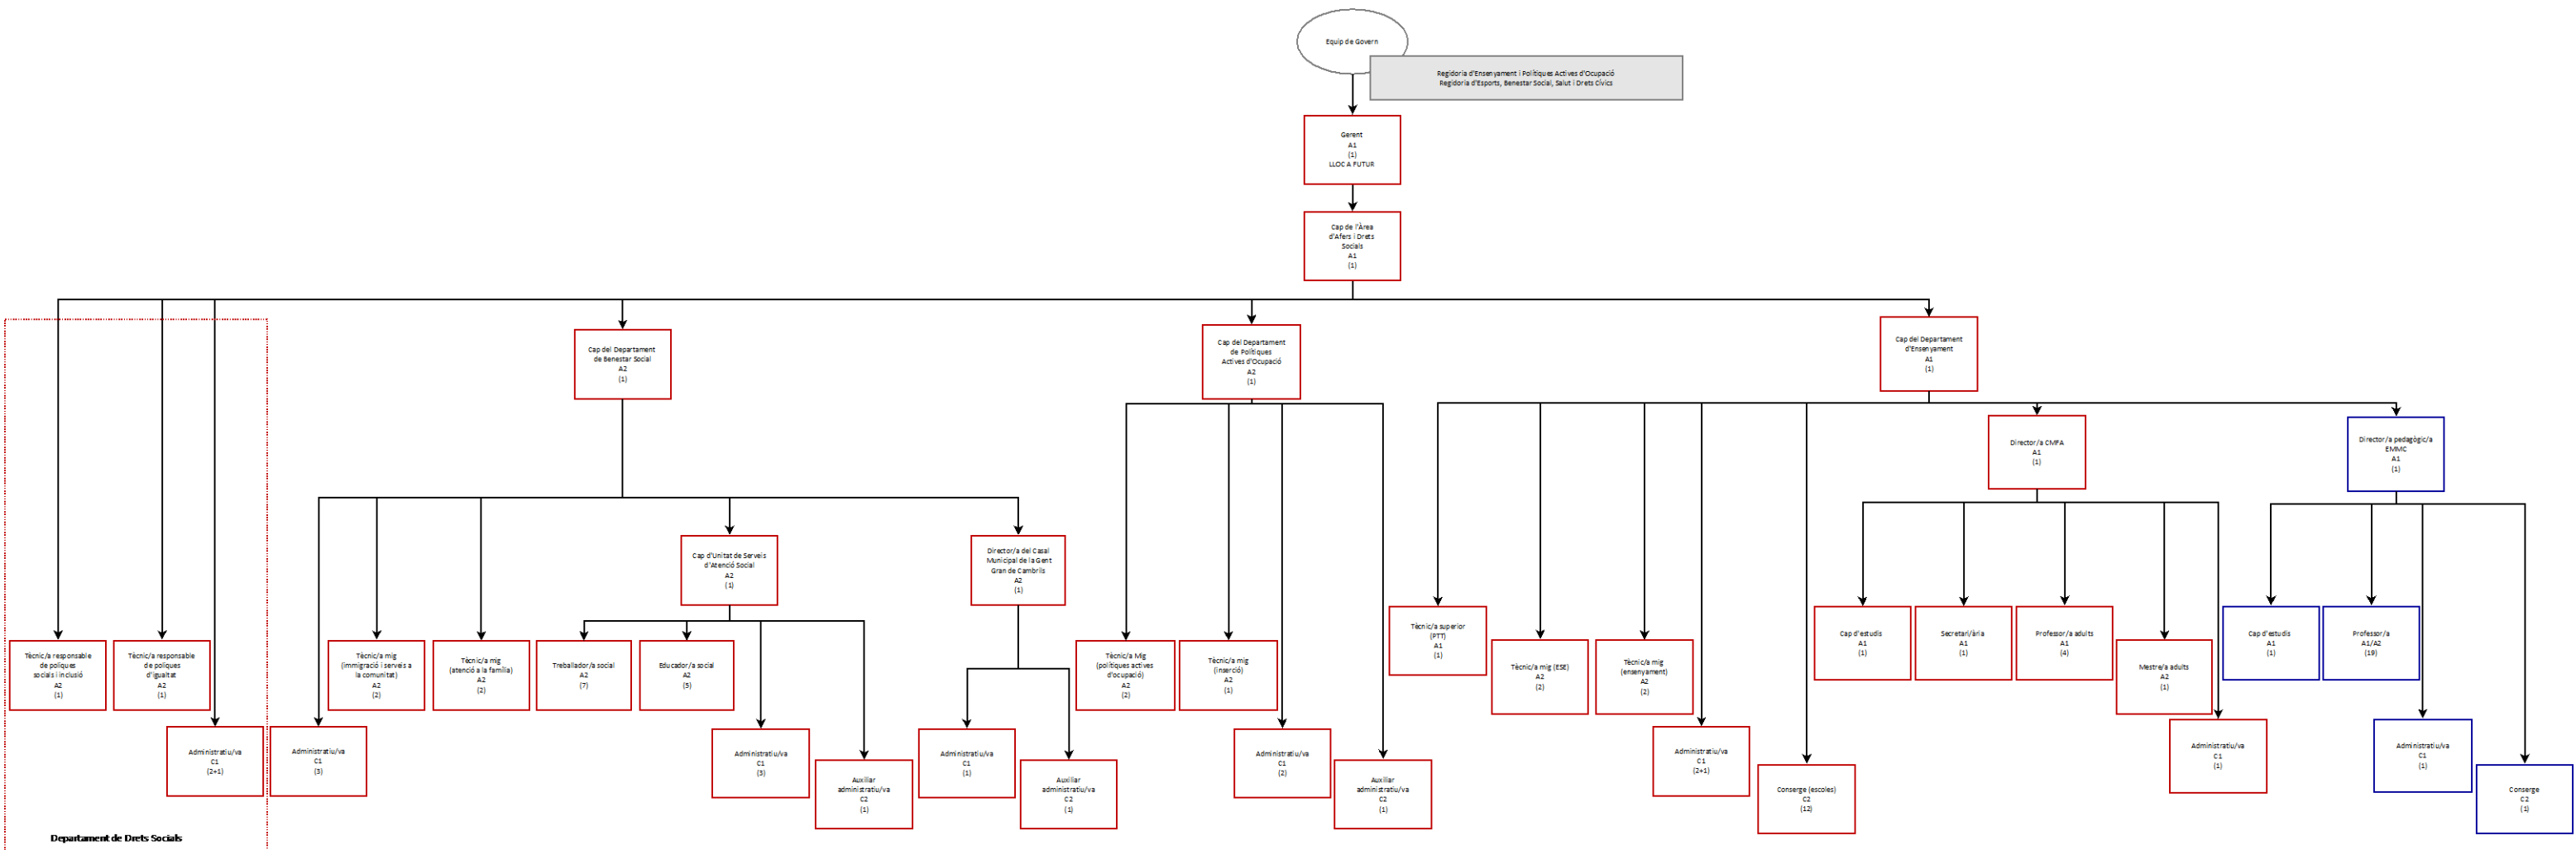 Equip de Govern
Regidoria d'Ensenyament i Polítiques Actives d'Ocupació
Regidoria d'Esports, Benestar Social, Salut i Drets Cívics
Gerent
A1
(1)
LLOC A FUTUR
Cap de l'Àrea
d'Afers i Drets
Socials
A1
(1)
Cap del Departament
de Benestar Social
A2
(1)
Cap del Departament
de Polítiques
Actives d'Ocupació
A2
(1)
Cap del Departament
d'Ensenyament
A1
(1)
Director/a CMFA
A1
(1)
Director/a pedagògic/a
EMMC
A1
(1)
Cap d'Unitat de Serveis
d'Atenció Social
A2
(1)
Director/a del Casal
Municipal de la Gent
Gran de Cambrils
A2
(1)
Tècnic/a responsable
de poliques
socials i inclusió
A2
(1)
Tècnic/a responsable
de poliques
d'igualtat
A2
(1)
Tècnic/a mig
(immigració i serveis a
la comunitat)
A2
(2)
Tècnic/a mig
(atenció a la família)
A2
(2)
Treballador/a social
A2
(7)
Educador/a social
A2
(5)
Tècnic/a Mig
(polítiques actives
d'ocupació)
A2
(2)
Tècnic/a mig
(inserció)
A2
(1)
Tècnic/a superior
(PTT)
A1
(1)
Tècnic/a mig (ESE)
A2
(2)
Tècnic/a mig
(ensenyament)
A2
(2)
Cap d'estudis
A1
(1)
Secretari/ària
A1
(1)
Professor/a adults
A1
(4)
Mestre/a adults
A2
(1)
Cap d'estudis
A1
(1)
Professor/a
A1/A2
(19)
Administratiu/va
C1
(2+1)
Administratiu/va
C1
(3)
Administratiu/va
C1
(3)
Auxiliar
administratiu/va
C2
(1)
Administratiu/va
C1
(1)
Auxiliar
administratiu/va
C2
(1)
Administratiu/va
C1
(2)
Auxiliar
administratiu/va
C2
(1)
Administratiu/va
C1
(2+1)
Conserge (escoles)
C2
(12)
Administratiu/va
C1
(1)
Administratiu/va
C1
(1)
Conserge
C2
(1)
Departament de Drets Socials